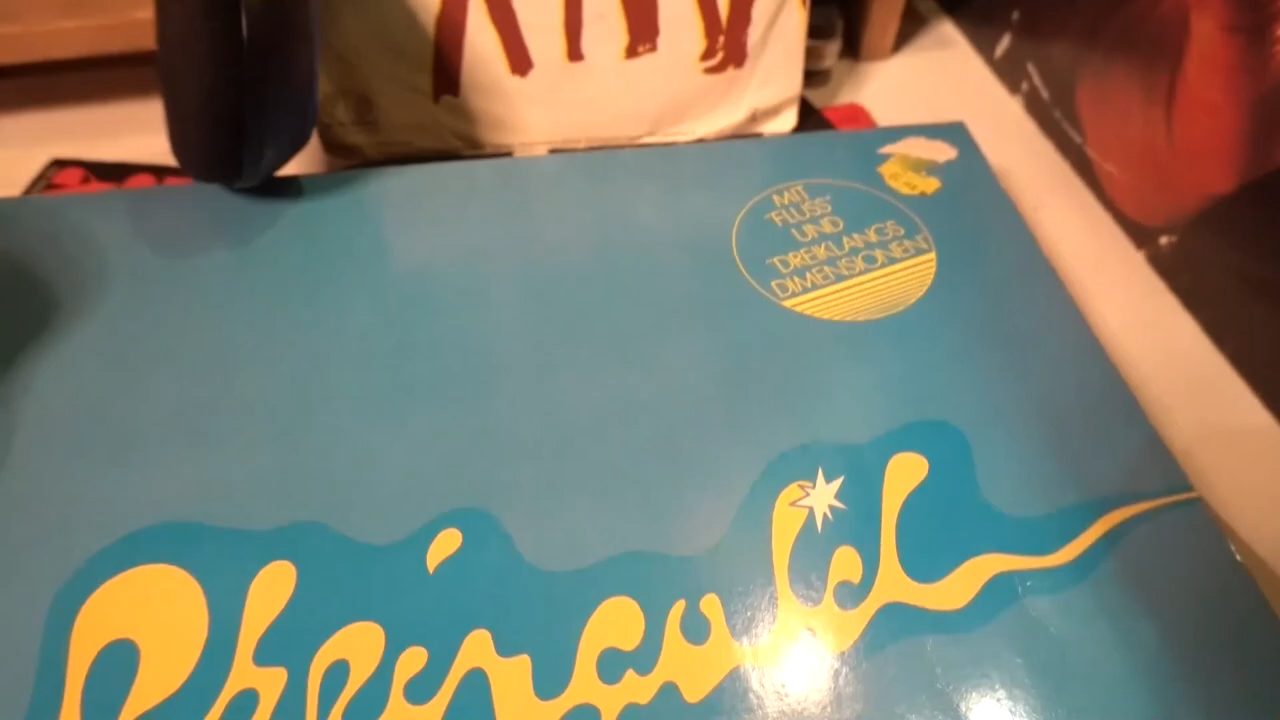 MIT
"FLUSS"
UND
"DREIKLANGS
DIMENSIONEN"
Rheingold